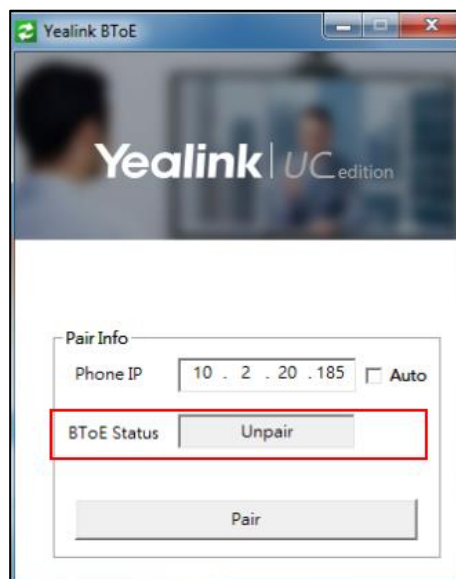 Yealink BToE
Yealink | UC edition
Pair Info
Phone IP 10 . 2 . 20 .185 Auto
BToE Status Unpair
Pair